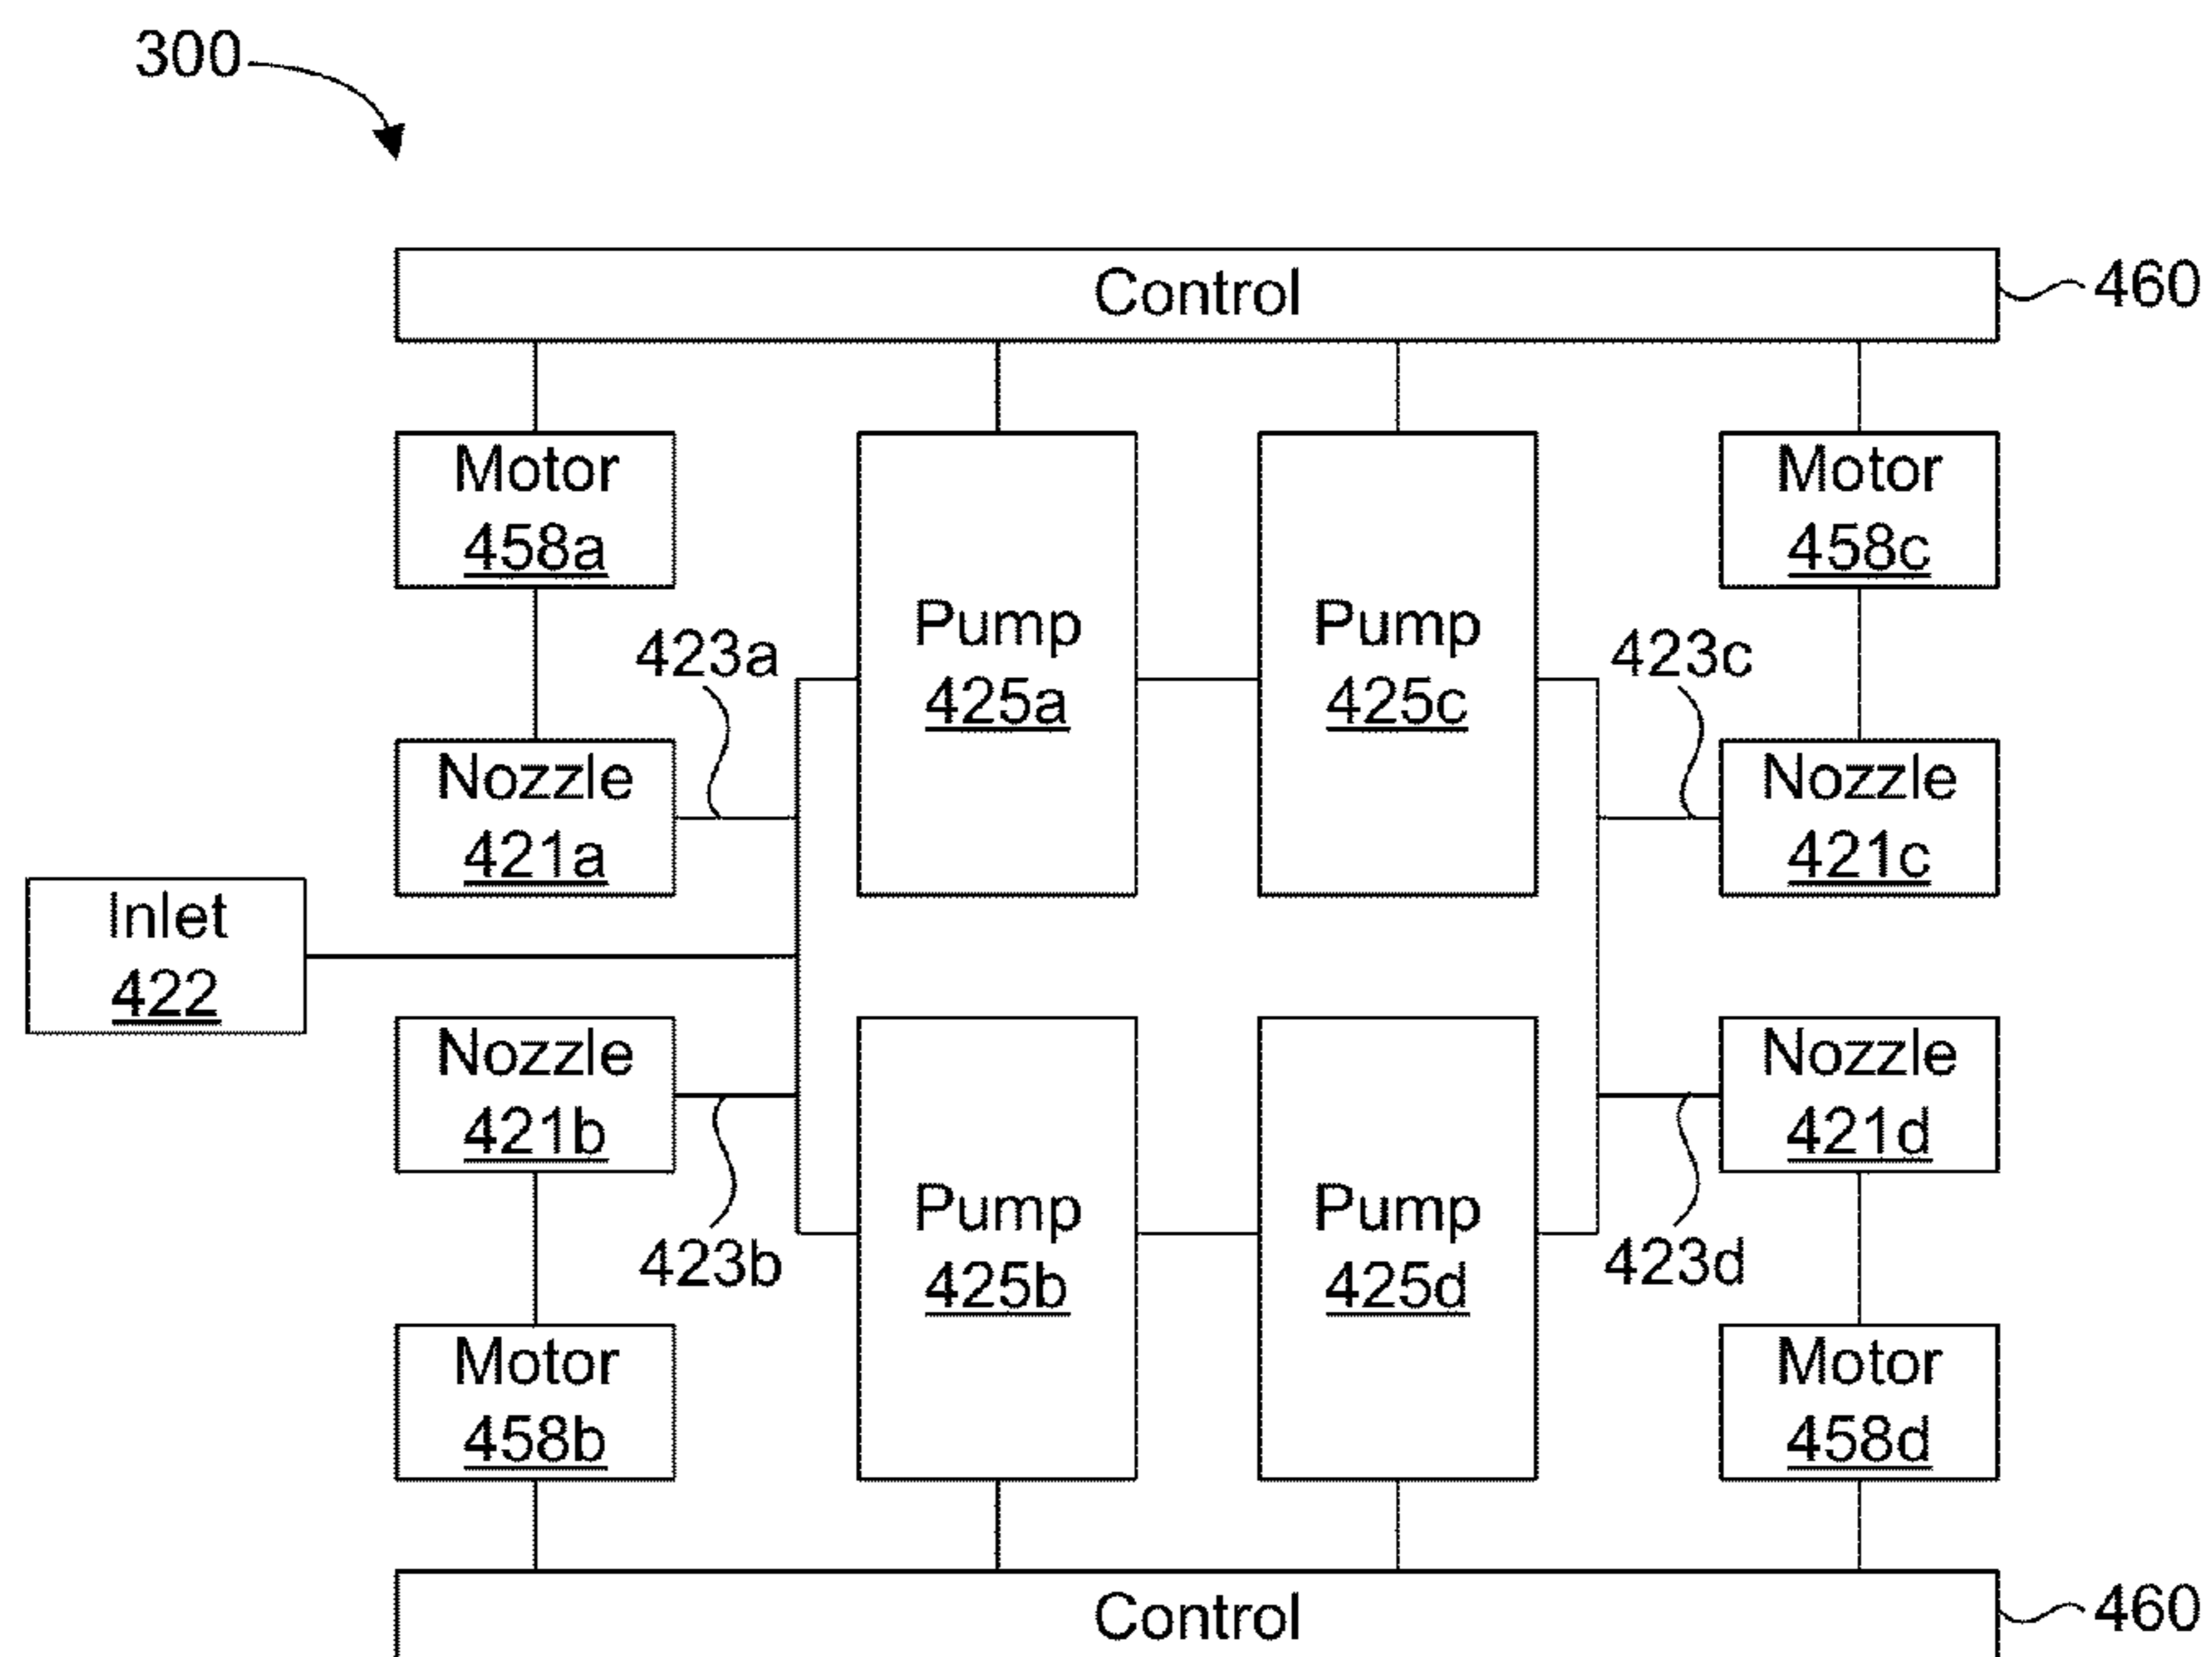 300
Control
460
Motor
458a
Motor
458c
Pump
425a
Pump
425c
423a
423c
Nozzle
421a
Nozzle
421c
Inlet
422
Nozzle
421b
Nozzle
421d
423b
423d
Pump
425b
Pump
425d
Motor
458b
Motor
458d
Control
460